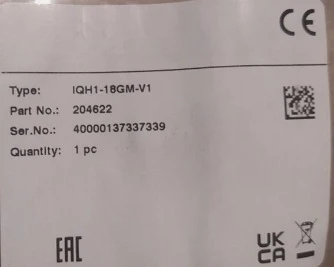 CE
Type: IQH1-18GM-V1
Part No.: 204622
Ser.No.: 40000137337339
Quantity: 1 pc
EAC
UK
CA